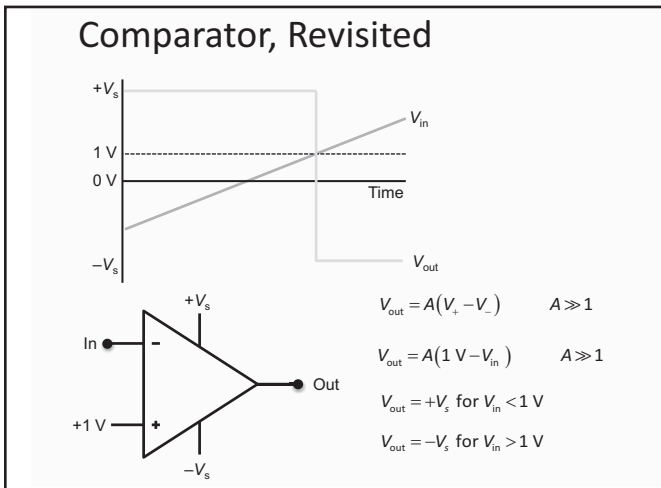 Comparator, Revisited
+Vs
Vin
1 V
0 V
Time
−Vs
Vout
+Vs
In
-
Out
+1 V
+
−Vs
Vout = A(V+ − V−) A ≫ 1
Vout = A(1 V − Vin) A ≫ 1
Vout = +Vs for Vin < 1 V
Vout = −Vs for Vin > 1 V